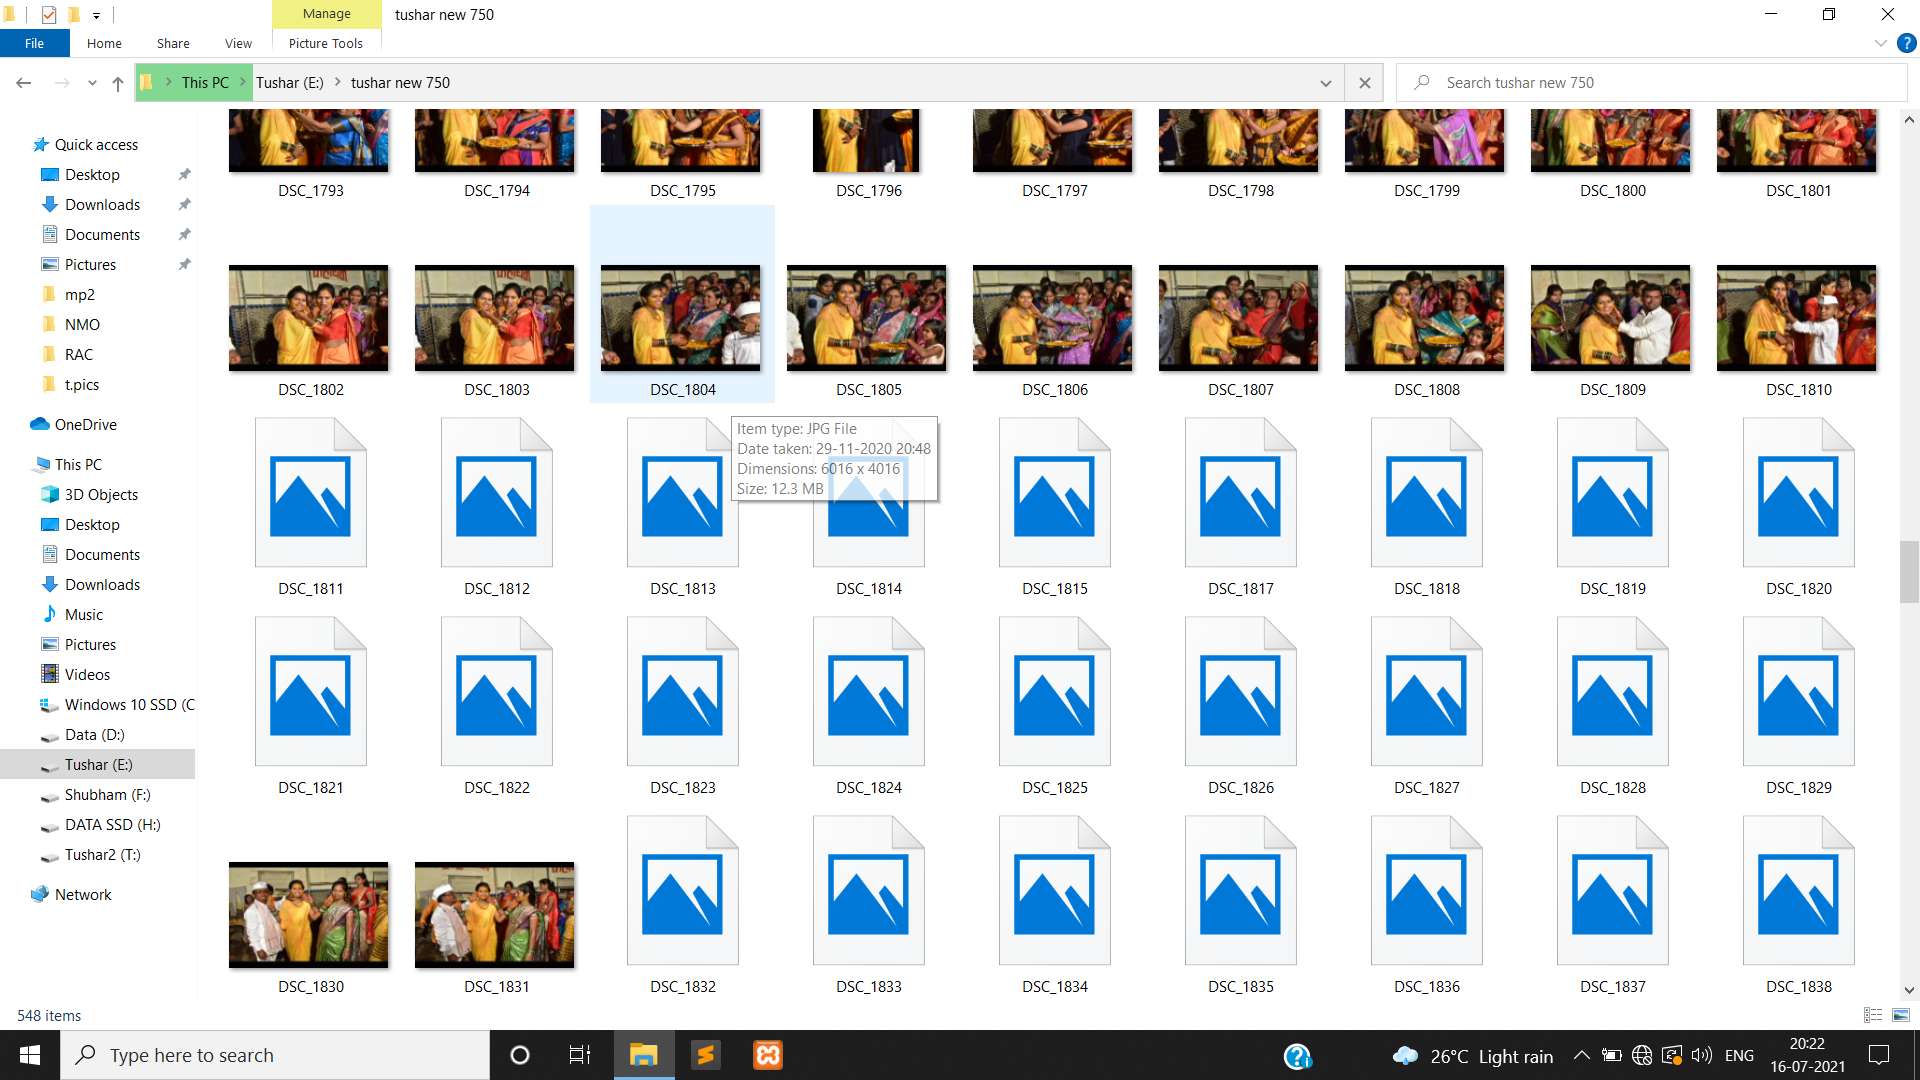 Manage
tushar new 750
File
Home
Share
View
Picture Tools
This PC
Tushar (E:)
tushar new 750
Search tushar new 750
Quick access
Desktop
Downloads
Documents
Pictures
mp2
NMO
RAC
t.pics
OneDrive
This PC
3D Objects
Desktop
Documents
Downloads
Music
Pictures
Videos
Windows 10 SSD (C
Data (D:)
Tushar (E:)
Shubham (F:)
DATA SSD (H:)
Tushar2 (T:)
Network
DSC_1793
DSC_1794
DSC_1795
DSC_1796
DSC_1797
DSC_1798
DSC_1799
DSC_1800
DSC_1801
DSC_1802
DSC_1803
DSC_1804
DSC_1805
DSC_1806
DSC_1807
DSC_1808
DSC_1809
DSC_1810
Item type: JPG File
Date taken: 29-11-2020 20:48
Dimensions: 6016 x 4016
Size: 12.3 MB
DSC_1811
DSC_1812
DSC_1813
DSC_1814
DSC_1815
DSC_1817
DSC_1818
DSC_1819
DSC_1820
DSC_1821
DSC_1822
DSC_1823
DSC_1824
DSC_1825
DSC_1826
DSC_1827
DSC_1828
DSC_1829
DSC_1830
DSC_1831
DSC_1832
DSC_1833
DSC_1834
DSC_1835
DSC_1836
DSC_1837
DSC_1838
548 items
Type here to search
26°C Light rain
ENG
20:22
16-07-2021